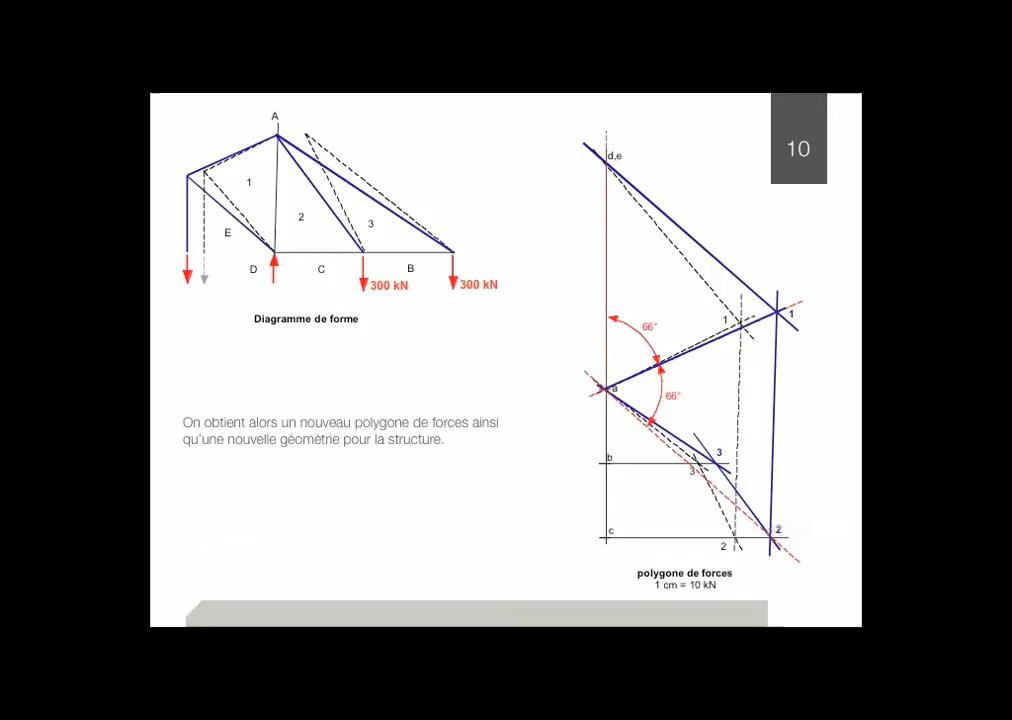 10
A
1
2
3
E
D
C
B
300 kN
300 kN
Diagramme de forme
On obtient alors un nouveau polygone de forces ainsi
qu'une nouvelle géométrie pour la structure.
d,e
1
1
66°
a
66°
b
3
3
c
2
2
polygone de forces
1 cm = 10 kN